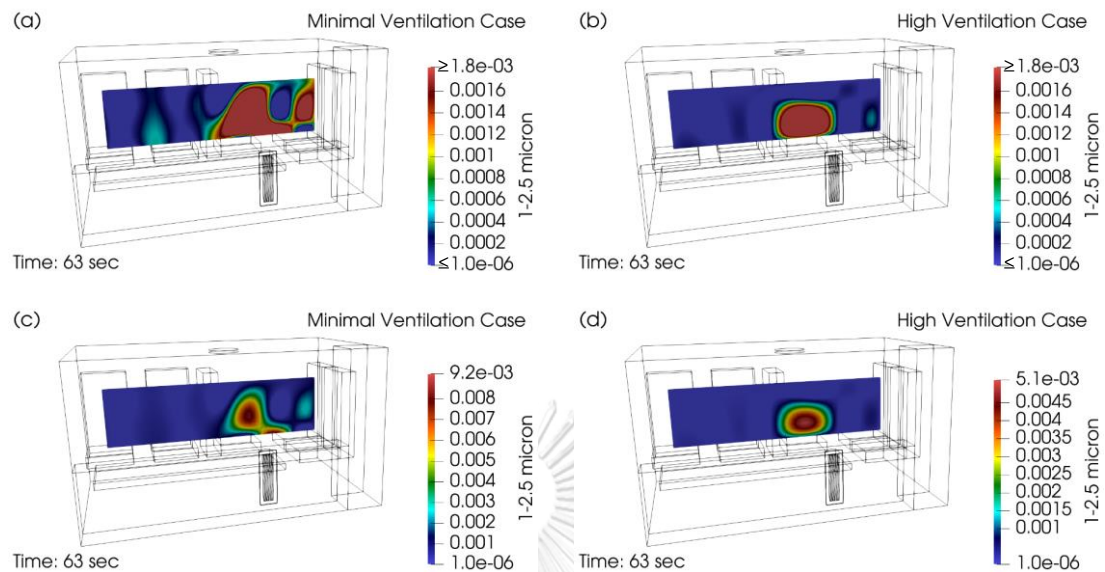 (a)
Minimal Ventilation Case
≥ 1.8e-03
0.0016
0.0014
0.0012
0.001
0.0008
0.0006
0.0004
0.0002
≤ 1.0e-06
1-2.5 micron
Time: 63 sec
(b)
High Ventilation Case
≥ 1.8e-03
0.0016
0.0014
0.0012
0.001
0.0008
0.0006
0.0004
0.0002
≤ 1.0e-06
1-2.5 micron
Time: 63 sec
(c)
Minimal Ventilation Case
9.2e-03
0.008
0.007
0.006
0.005
0.004
0.003
0.002
0.001
1.0e-06
1-2.5 micron
Time: 63 sec
(d)
High Ventilation Case
5.1e-03
0.0045
0.004
0.0035
0.003
0.0025
0.002
0.0015
0.001
1.0e-06
1-2.5 micron
Time: 63 sec